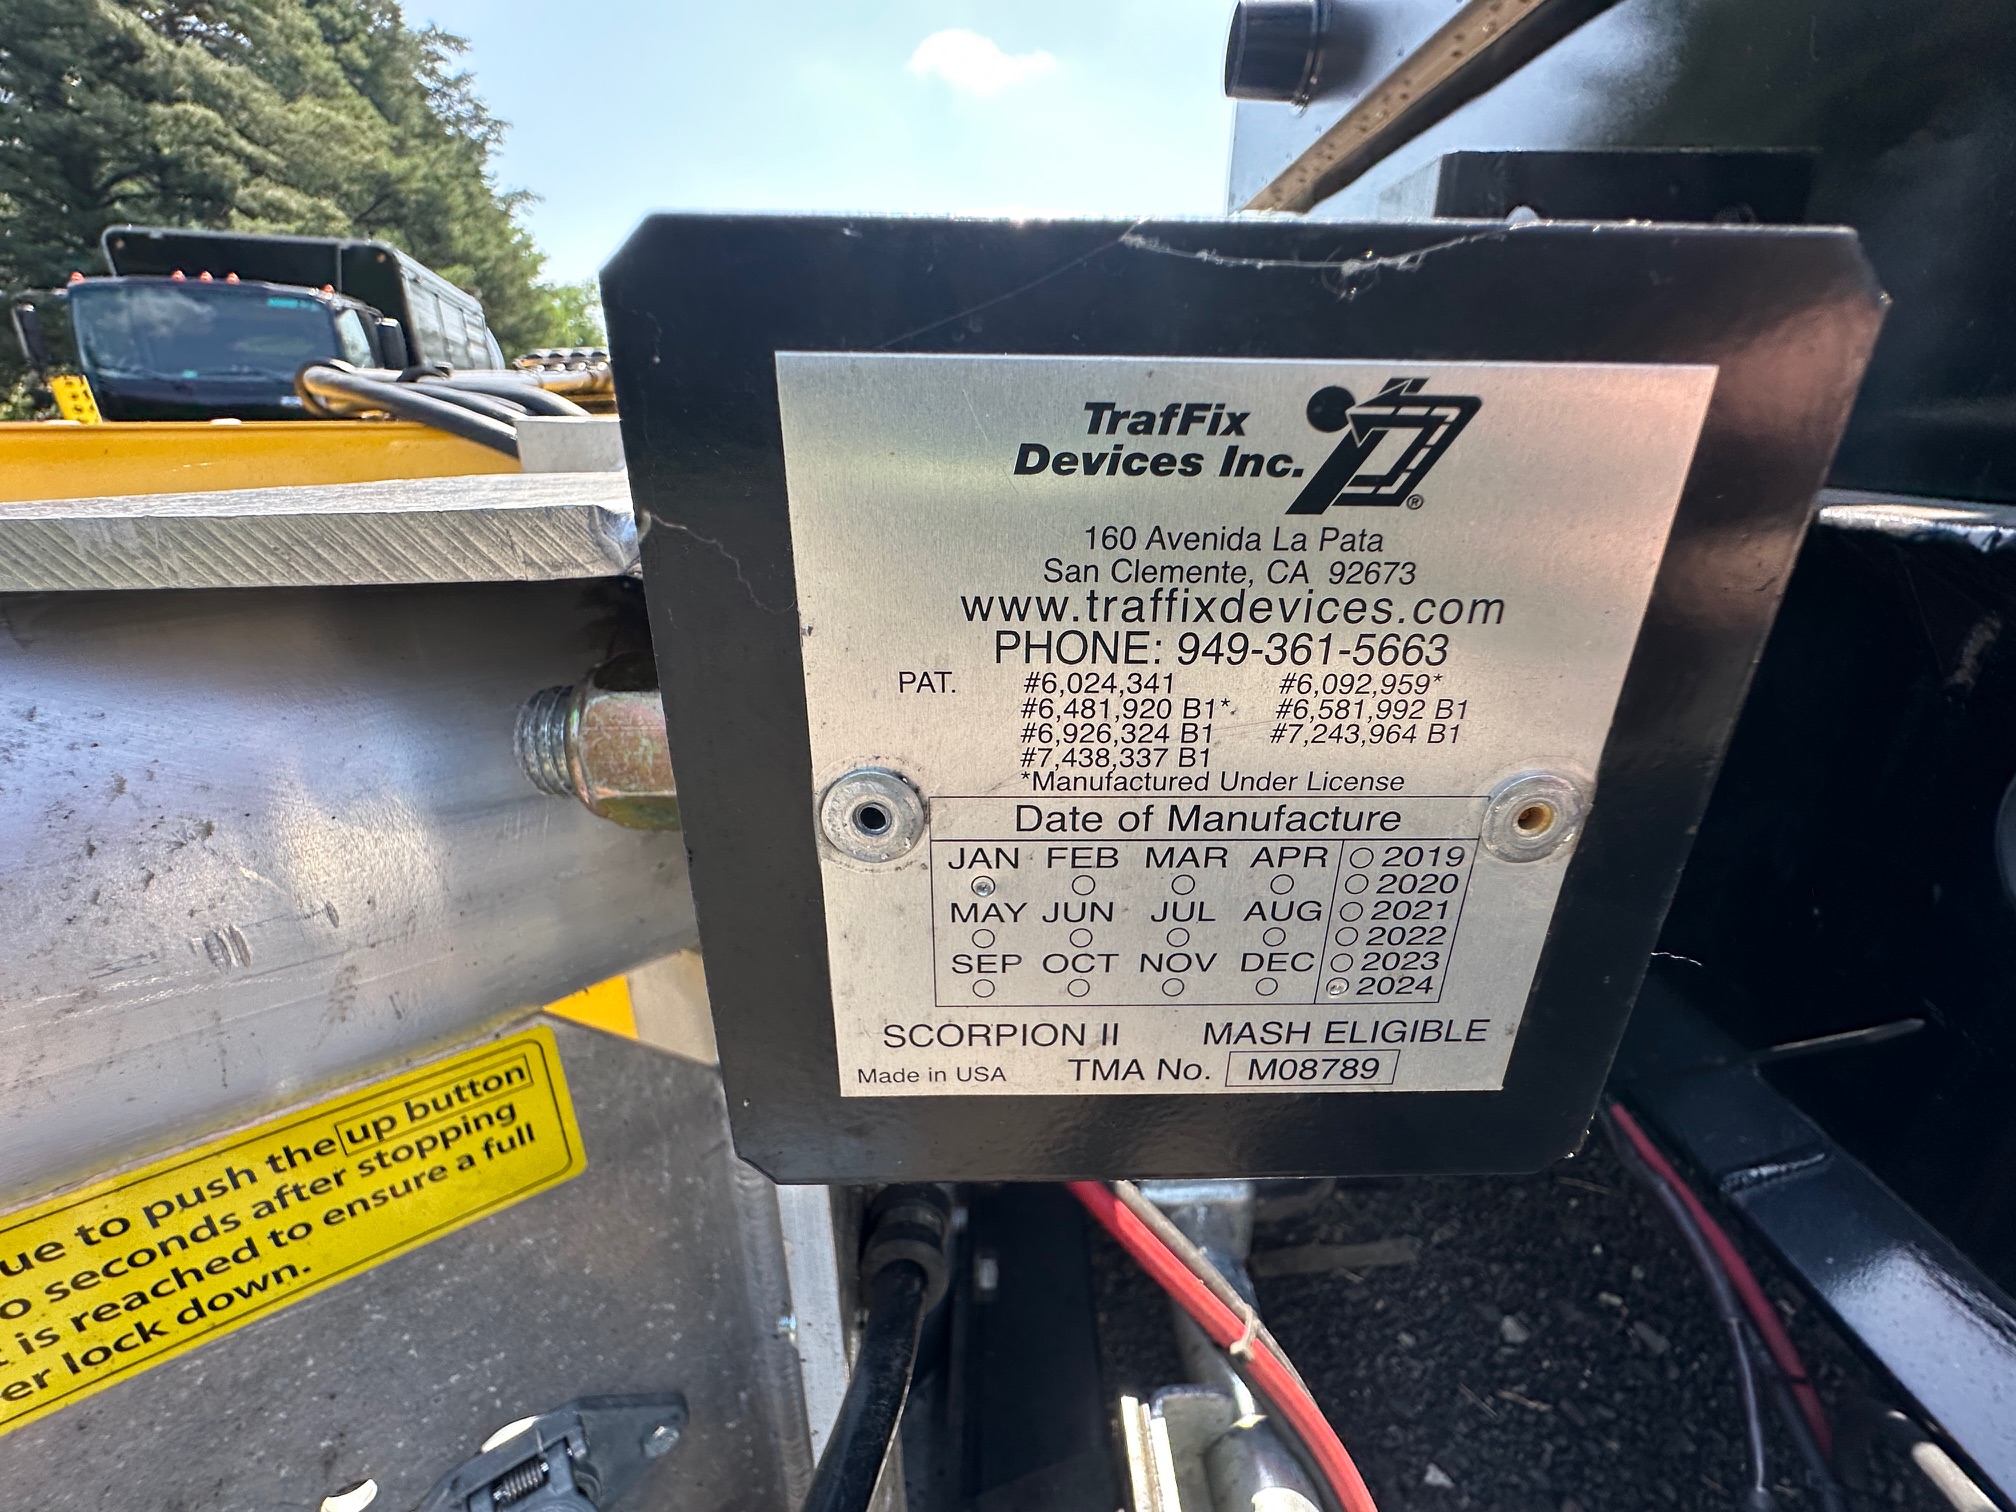 TrafFix
Devices Inc.
®
160 Avenida La Pata
San Clemente, CA 92673
www.traffixdevices.com
PHONE: 949-361-5663
PAT. #6,024,341 #6,092,959*
#6,481,920 B1* #6,581,992 B1
#6,926,324 B1 #7,243,964 B1
#7,438,337 B1
*Manufactured Under License
Date of Manufacture
JAN FEB MAR APR 2019
2020
MAY JUN JUL AUG 2021
2022
SEP OCT NOV DEC 2023
2024
SCORPION II MASH ELIGIBLE
Made in USA TMA No. M08789
ue to push the up button
o seconds after stopping
is reached to ensure a full
er lock down.